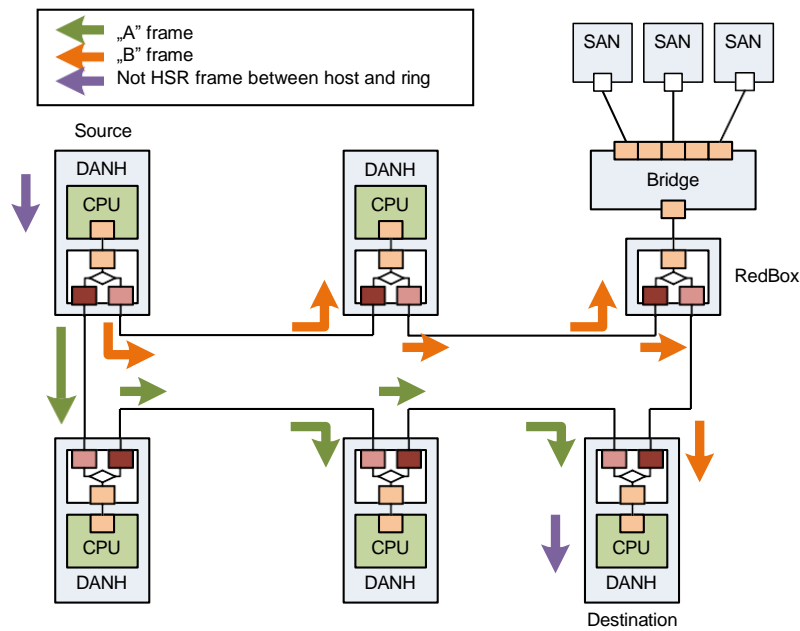 „A” frame
„B” frame
Not HSR frame between host and ring
SAN
SAN
SAN
Source
DANH
CPU
DANH
CPU
Bridge
RedBox
CPU
DANH
CPU
DANH
CPU
DANH
Destination